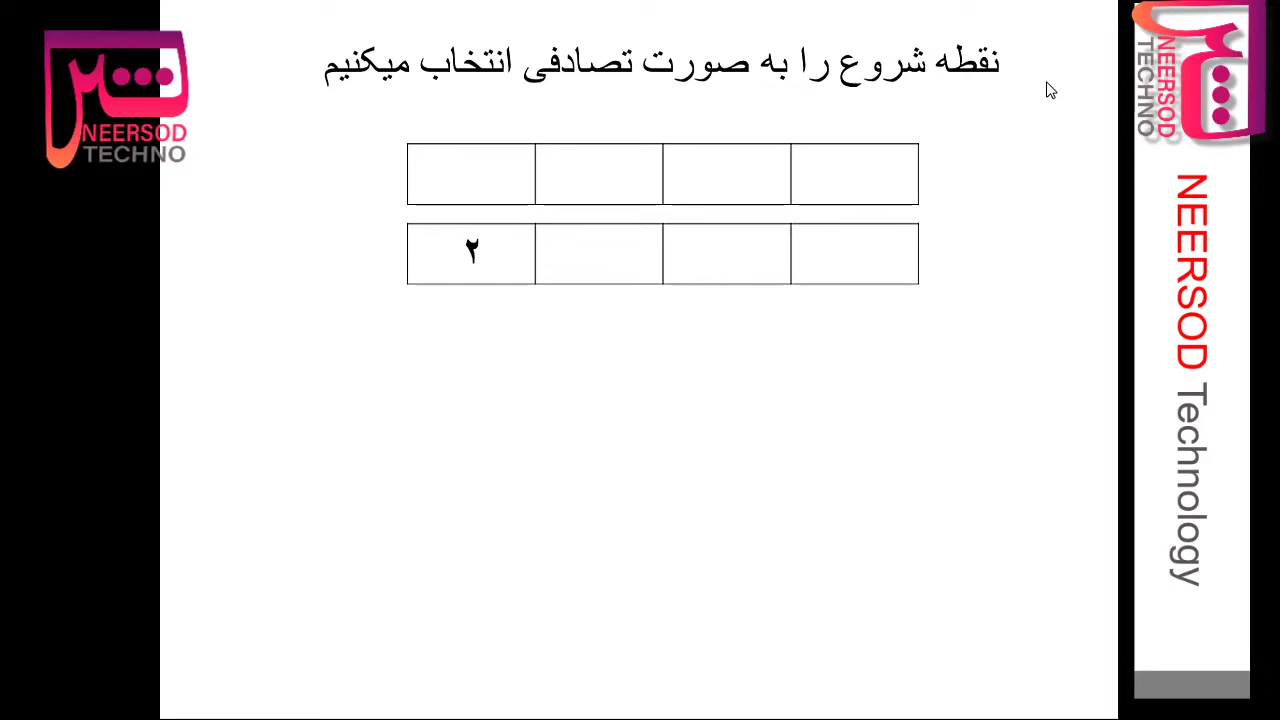 نقطه شروع را به صورت تصادفی انتخاب میکنیم
۲
NEERSOD
TECHNO
NEERSOD
TECHNO
NEERSOD Technology